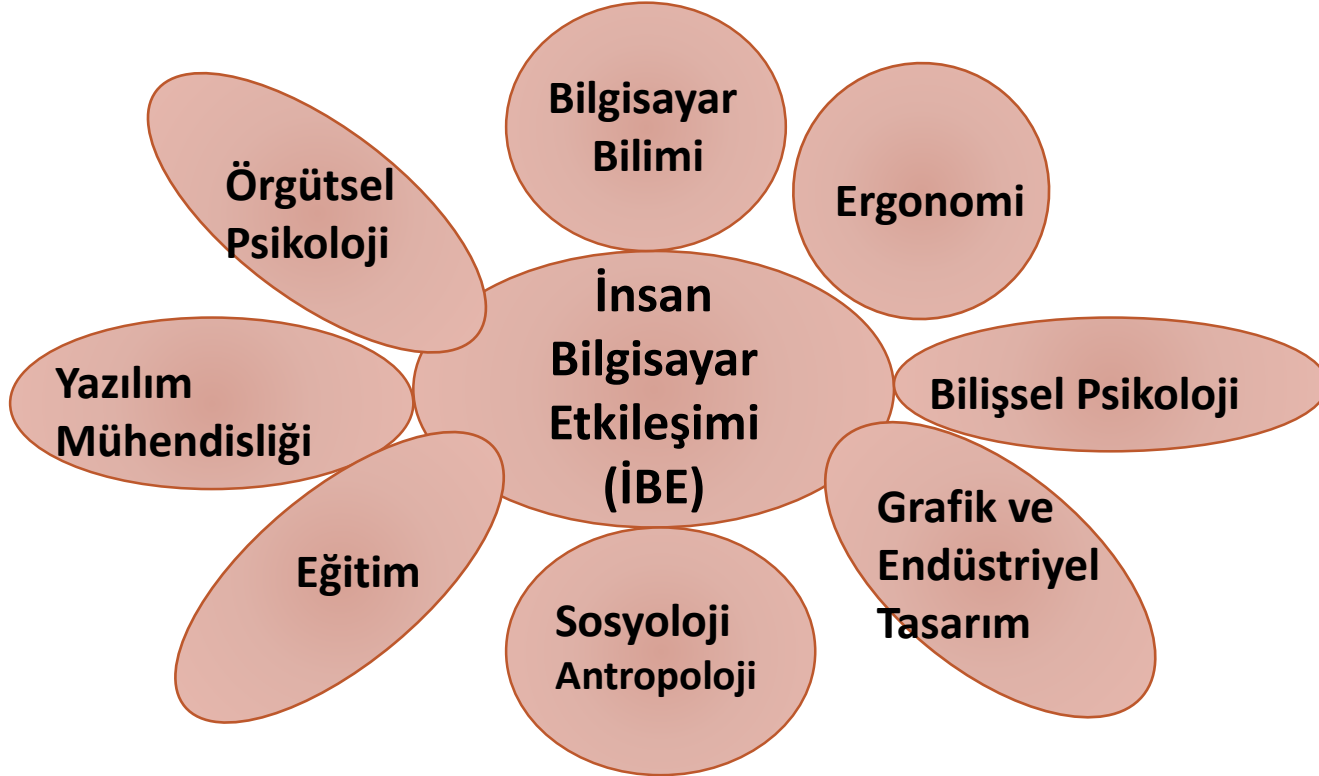 Bilgisayar
Bilimi
Örgütsel
Psikoloji
Ergonomi
İnsan
Bilgisayar
Etkileşimi
(İBE)
Yazılım
Mühendisliği
Bilişsel Psikoloji
Grafik ve
Endüstriyel
Tasarım
Eğitim
Sosyoloji
Antropoloji